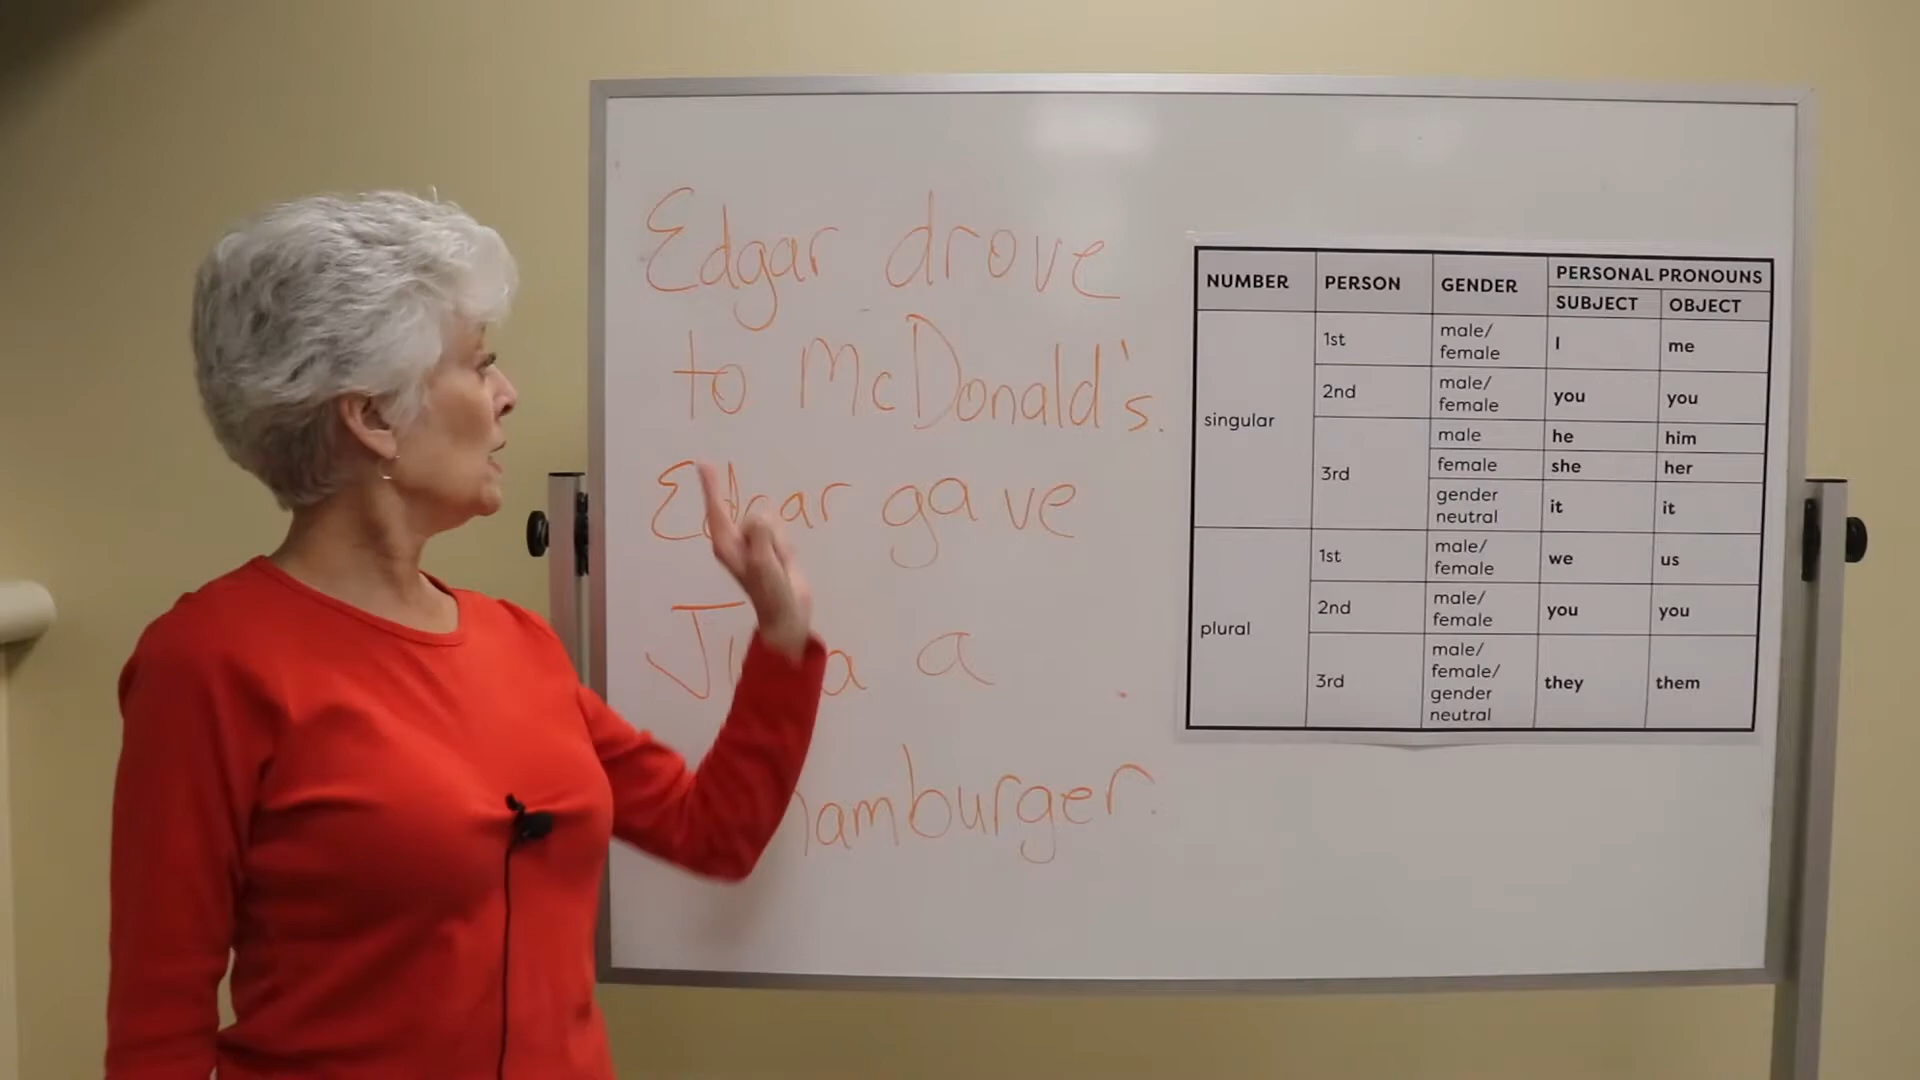 Edgar drove
to McDonald's.
Edgar gave
a
hamburger.
NUMBER PERSON GENDER PERSONAL PRONOUNS
SUBJECT OBJECT
singular
1st male/ female I me
2nd male/ female you you
3rd
male he him
female she her
gender neutral it it
plural
1st male/ female we us
2nd male/ female you you
3rd male/ female/ gender neutral they them